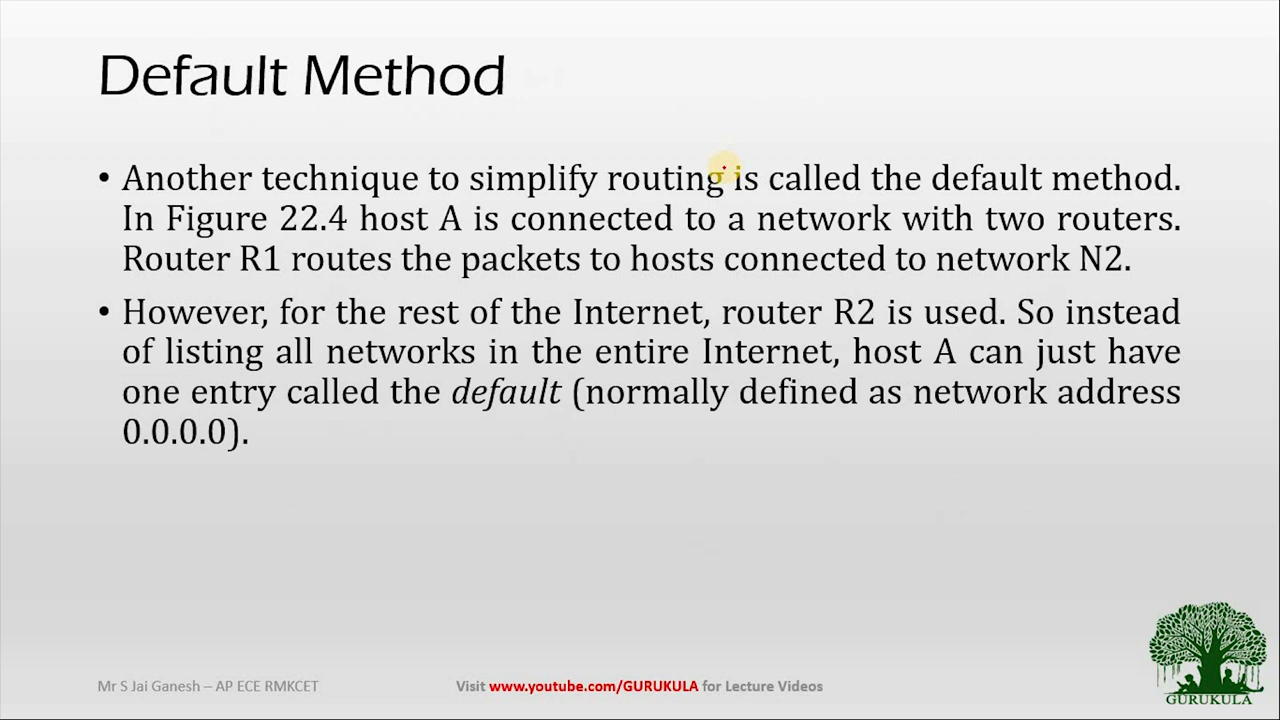 Default Method
• Another technique to simplify routing is called the default method.
In Figure 22.4 host A is connected to a network with two routers.
Router R1 routes the packets to hosts connected to network N2.
• However, for the rest of the Internet, router R2 is used. So instead
of listing all networks in the entire Internet, host A can just have
one entry called the default (normally defined as network address
0.0.0.0).
Mr S Jai Ganesh – AP ECE RMKCET
Visit www.youtube.com/GURUKULA for Lecture Videos
GURUKULA